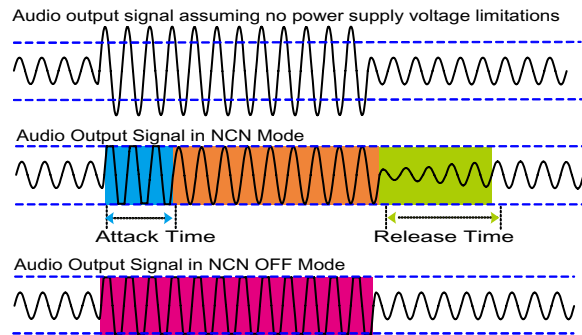 Audio output signal assuming no power supply voltage limitations
Audio Output Signal in NCN Mode
Attack Time
Release Time
Audio Output Signal in NCN OFF Mode